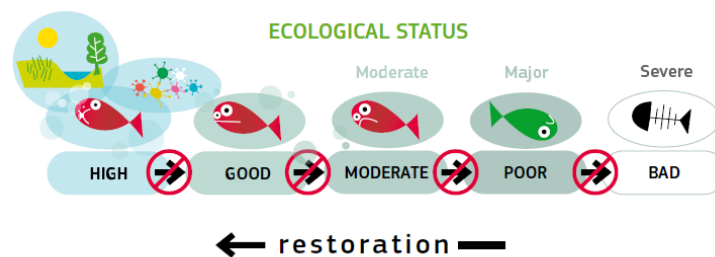 ECOLOGICAL STATUS
Moderate Major Severe
HIGH GOOD MODERATE POOR BAD
restoration